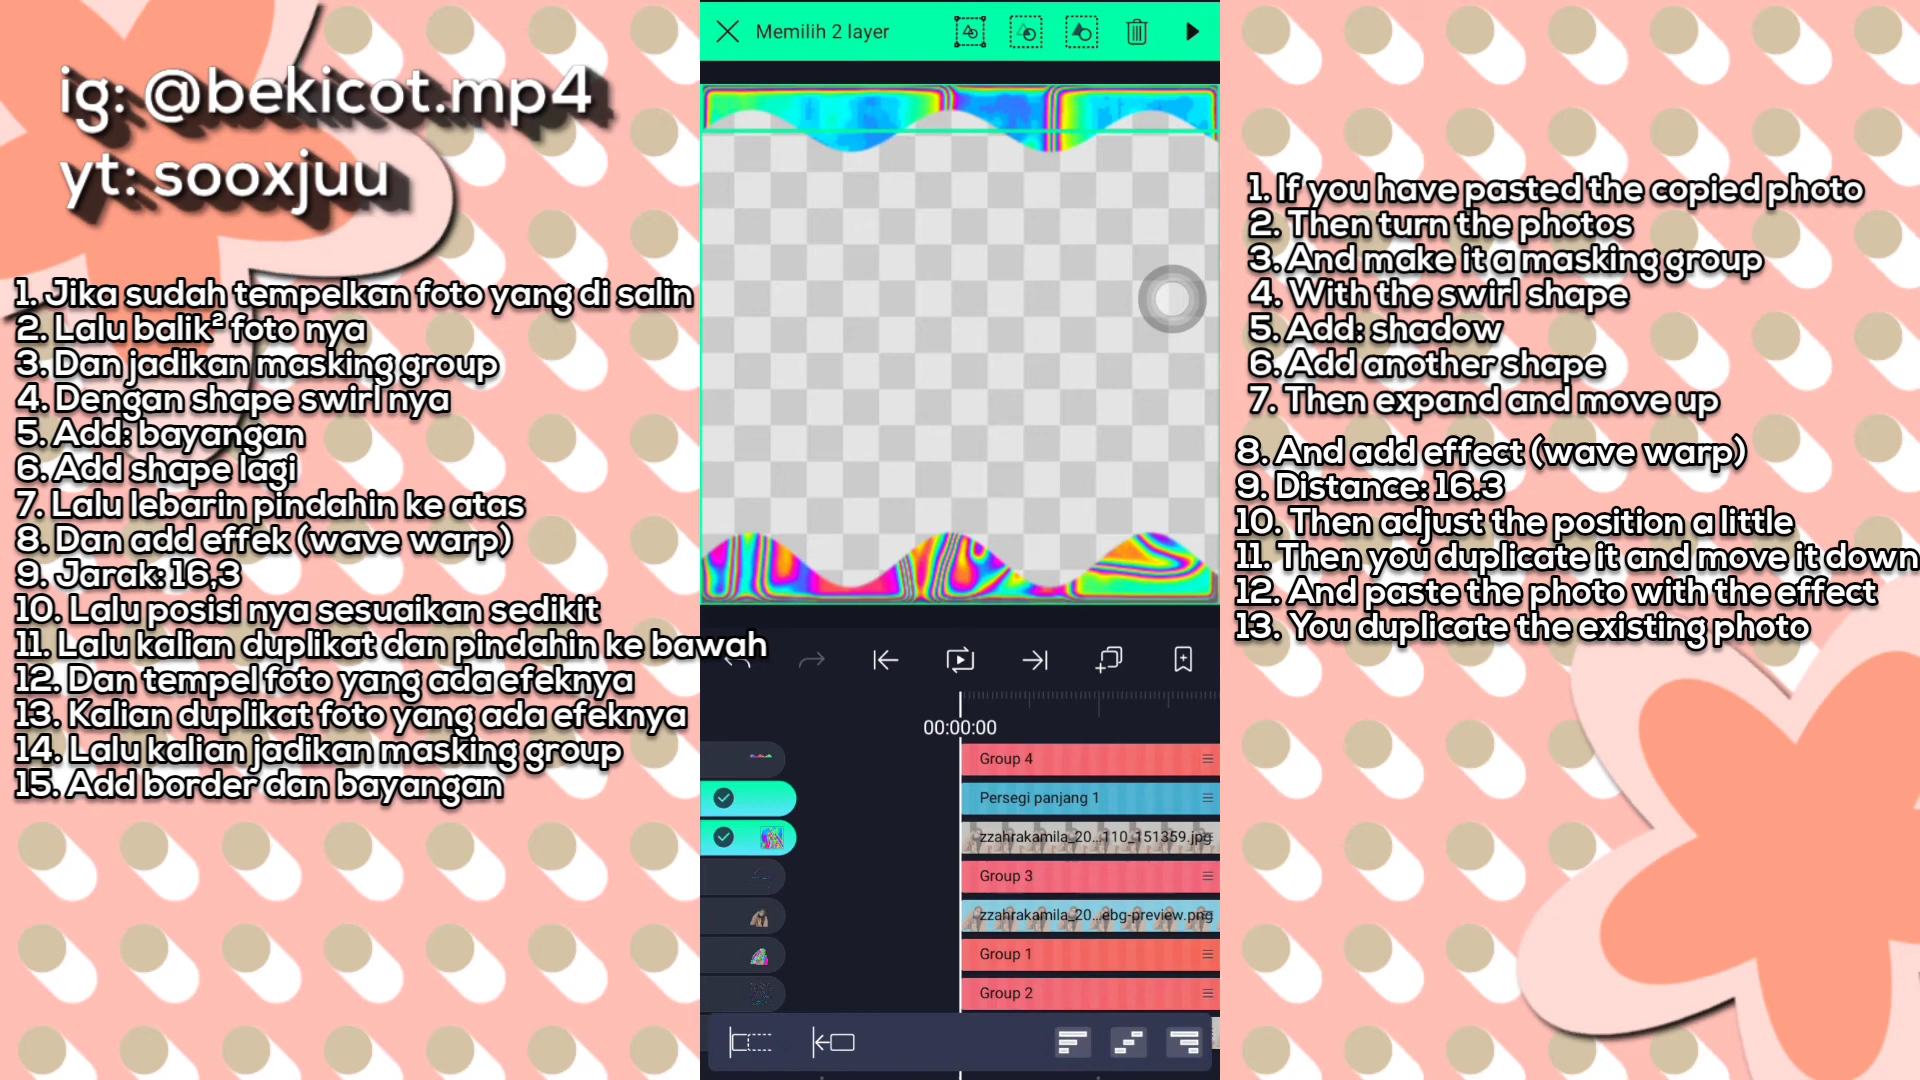 ig: @bekicot.mp4
yt: sooxjuu
1. Jika sudah tempelkan foto yang di salin
2. Lalu balik² foto nya
3. Dan jadikan masking group
4. Dengan shape swirl nya
5. Add: bayangan
6. Add shape lagi
7. Lalu lebarin pindahin ke atas
8. Dan add effek (wave warp)
9. Jarak: 16,3
10. Lalu posisi nya sesuaikan sedikit
11. Lalu kalian duplikat dan pindahin ke bawah
12. Dan tempel foto yang ada efeknya
13. Kalian duplikat foto yang ada efeknya
14. Lalu kalian jadikan masking group
15. Add border dan bayangan
Memilih 2 layer
00:00:00
Group 4
Persegi panjang 1
zzahrakamila_20...110_151359.jpg
Group 3
zzahrakamila_20...ebg-preview.png
Group 1
Group 2
1. If you have pasted the copied photo
2. Then turn the photos
3. And make it a masking group
4. With the swirl shape
5. Add: shadow
6. Add another shape
7. Then expand and move up
8. And add effect (wave warp)
9. Distance: 16.3
10. Then adjust the position a little
11. Then you duplicate it and move it down
12. And paste the photo with the effect
13. You duplicate the existing photo